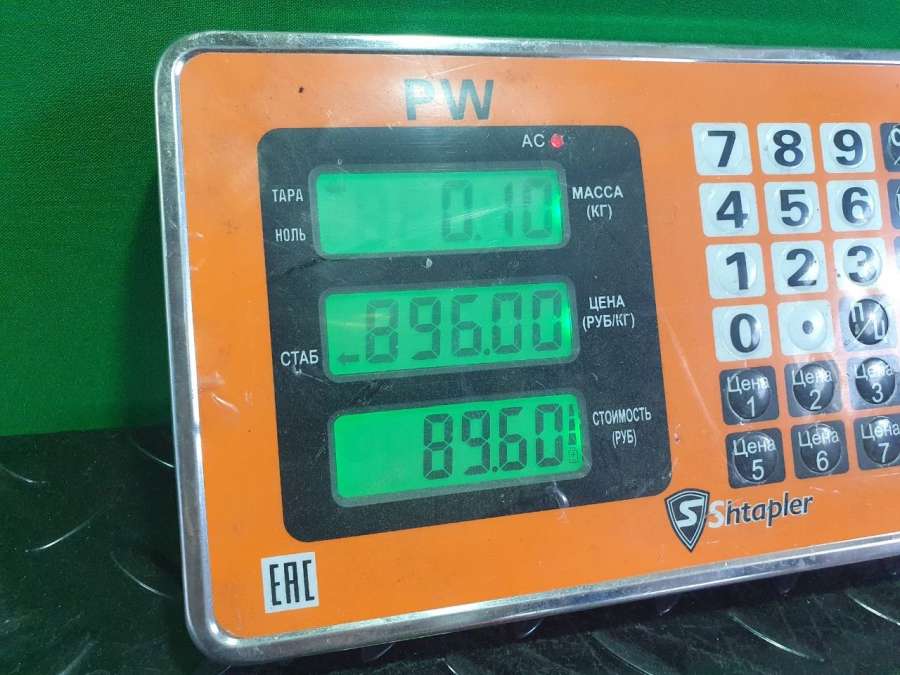 PW
AC
ТАРА
НОЛЬ
0.10
МАССА
(КГ)
СТАБ
896.00
ЦЕНА
(РУБ/КГ)
89.60
СТОИМОСТЬ
(РУБ)
7 8 9
4 5 6
1 2 3
0 .
Цена 1
Цена 2
Цена 3
Цена 5
Цена 6
Цена 7
S Shtapler
EAC